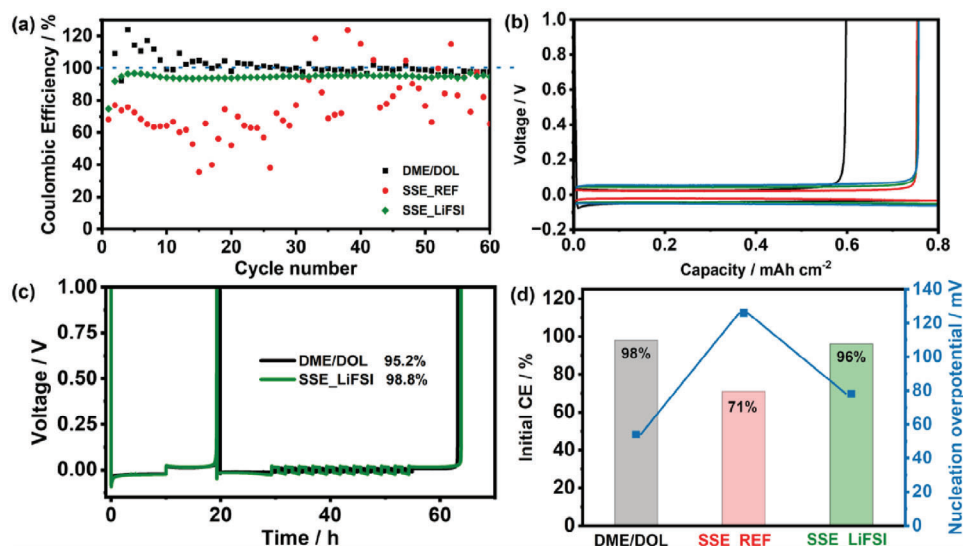 (a)
Coulombic Efficiency / %
120
100
80
60
40
20
0
0 10 20 30 40 50 60
Cycle number
DME/DOL
SSE_REF
SSE_LiFSI
(b)
Voltage / V
1.0
0.8
0.6
0.4
0.2
0.0
−0.2
0.0 0.2 0.4 0.6 0.8
Capacity / mAh cm-2
(c)
Voltage / V
1.00
0.75
0.50
0.25
0.00
0 20 40 60
Time / h
DME/DOL 95.2%
SSE_LiFSI 98.8%
(d)
Initial CE / %
120
100
80
60
40
20
0
98%
71%
96%
DME/DOL SSE_REF SSE_LiFSI
140
120
100
80
60
40
20
0
Nucleation overpotential / mV